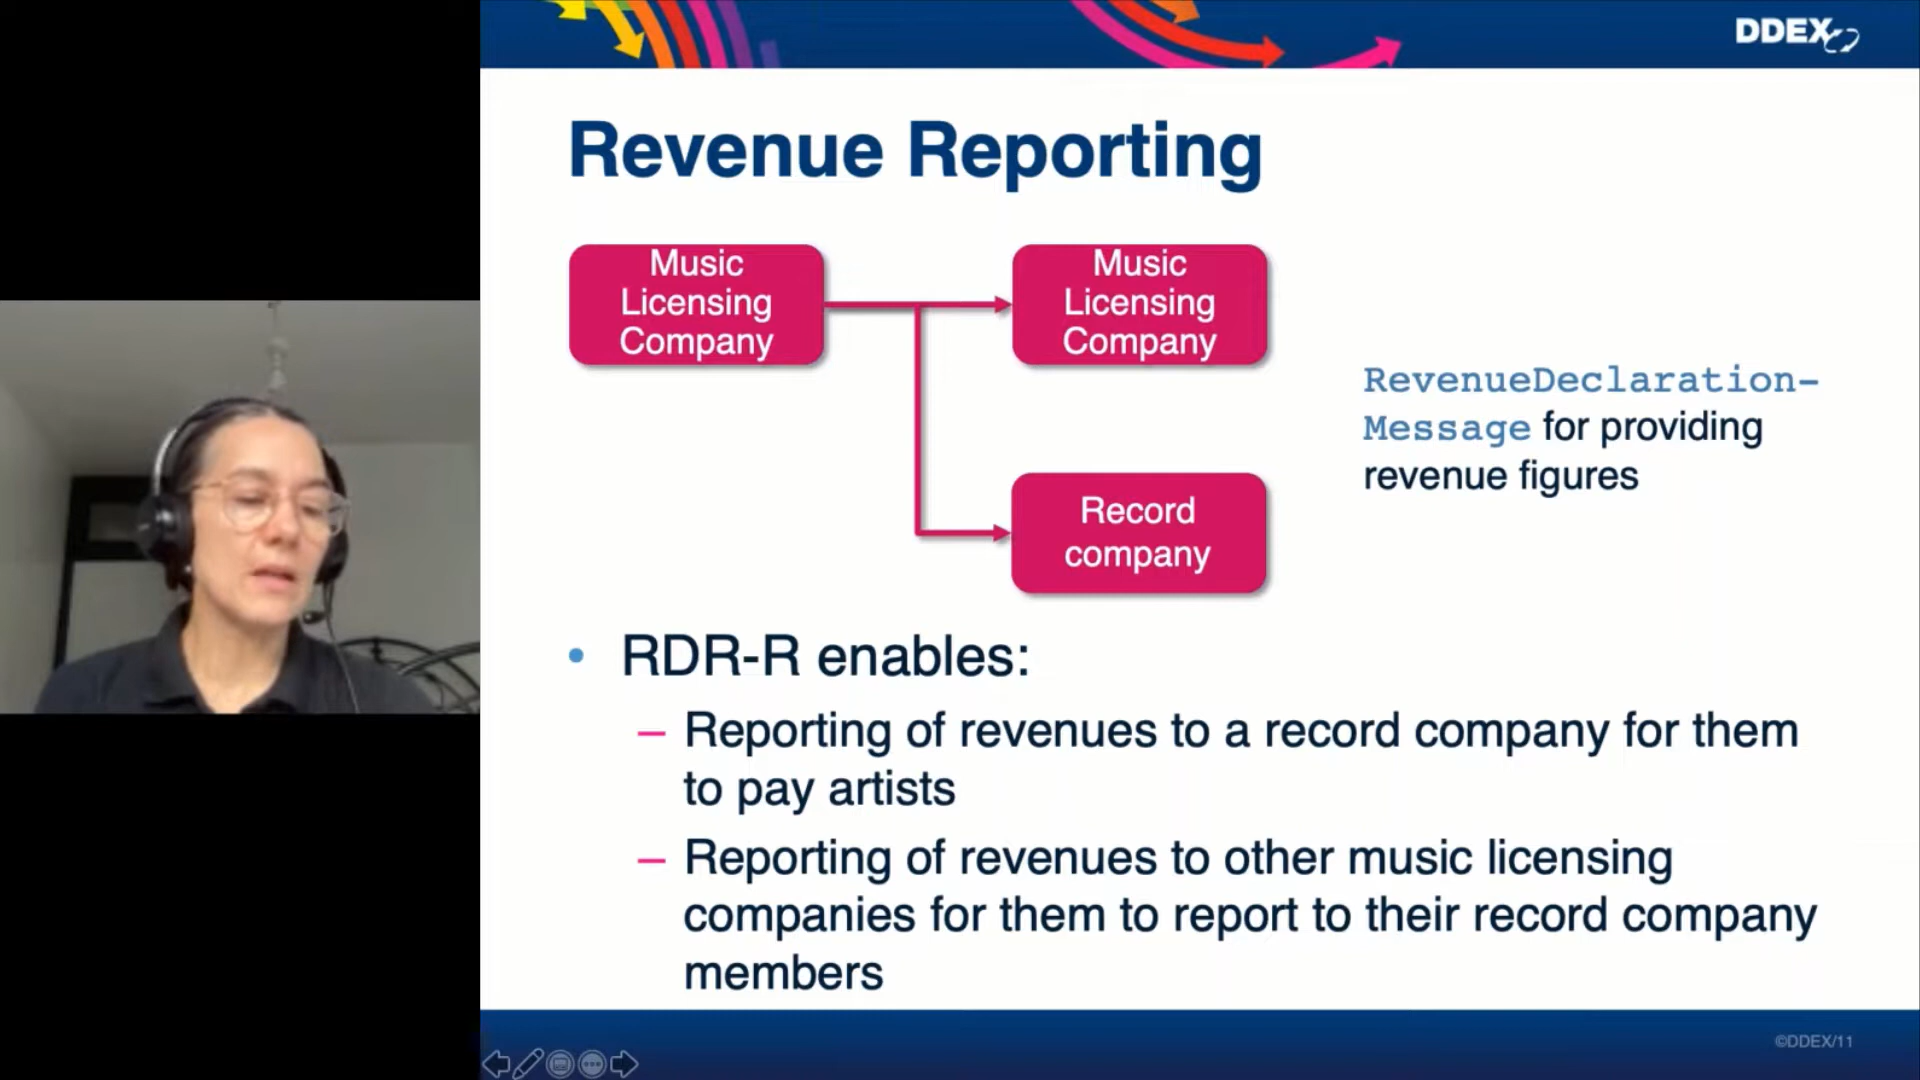 DDEX
Revenue Reporting
Music
Licensing
Company
Music
Licensing
Company
Record
company
RevenueDeclaration-
Message for providing
revenue figures
• RDR-R enables:
– Reporting of revenues to a record company for them
to pay artists
– Reporting of revenues to other music licensing
companies for them to report to their record company
members
©DDEX/11